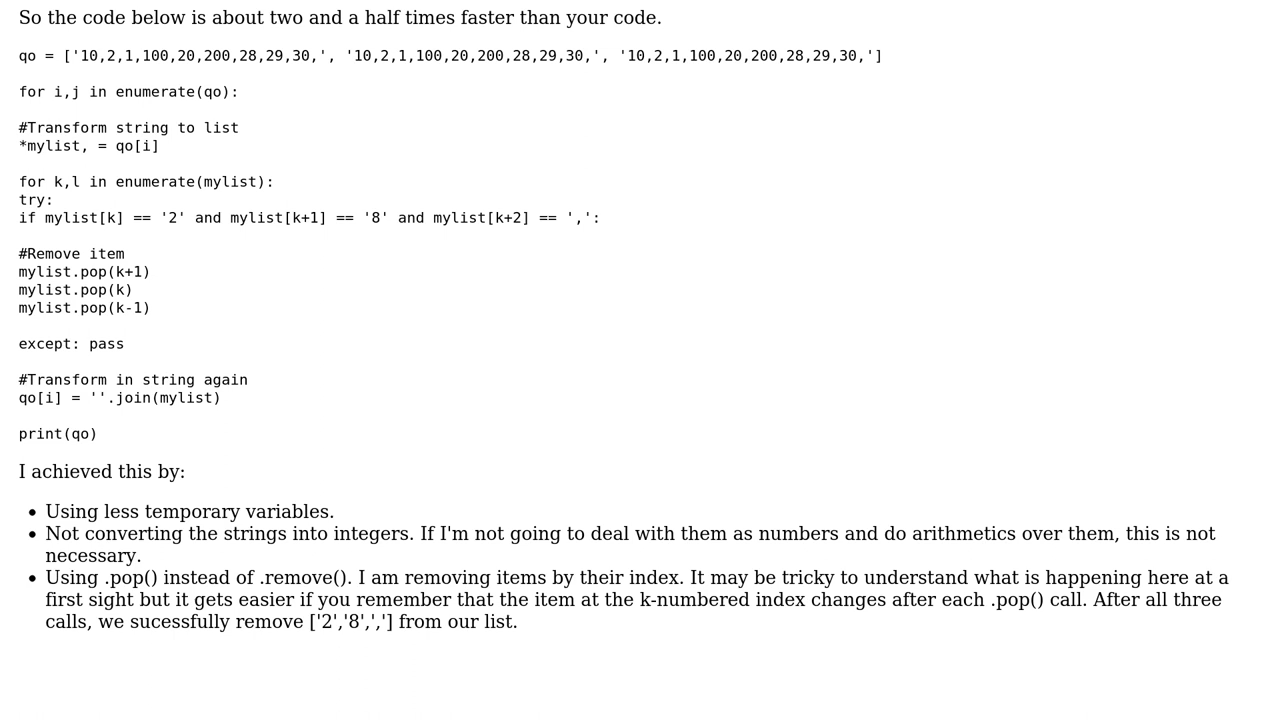 So the code below is about two and a half times faster than your code.
qo = ['10,2,1,100,20,200,28,29,30,', '10,2,1,100,20,200,28,29,30,', '10,2,1,100,20,200,28,29,30,']
for i,j in enumerate(qo):
#Transform string to list
*mylist, = qo[i]
for k,l in enumerate(mylist):
try:
if mylist[k] == '2' and mylist[k+1] == '8' and mylist[k+2] == ',':
#Remove item
mylist.pop(k+1)
mylist.pop(k)
mylist.pop(k-1)
except: pass
#Transform in string again
qo[i] = ''.join(mylist)
print(qo)
I achieved this by:
• Using less temporary variables.
• Not converting the strings into integers. If I'm not going to deal with them as numbers and do arithmetics over them, this is not
necessary.
• Using .pop() instead of .remove(). I am removing items by their index. It may be tricky to understand what is happening here at a
first sight but it gets easier if you remember that the item at the k-numbered index changes after each .pop() call. After all three
calls, we sucessfully remove ['2','8',','] from our list.